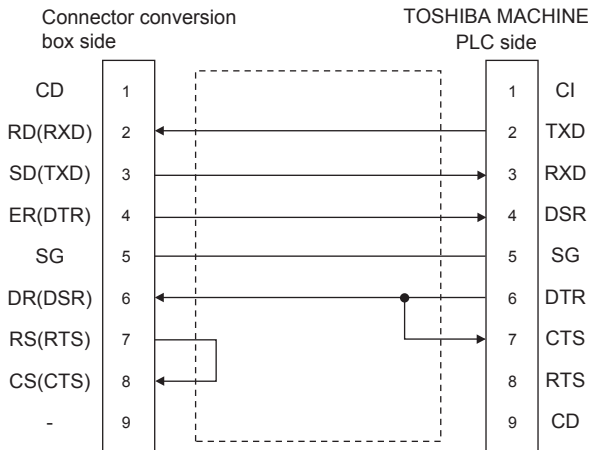 Connector conversion
box side
TOSHIBA MACHINE
PLC side
CD 1 1 CI
RD(RXD) 2 2 TXD
SD(TXD) 3 3 RXD
ER(DTR) 4 4 DSR
SG 5 5 SG
DR(DSR) 6 6 DTR
RS(RTS) 7 7 CTS
CS(CTS) 8 8 RTS
- 9 9 CD